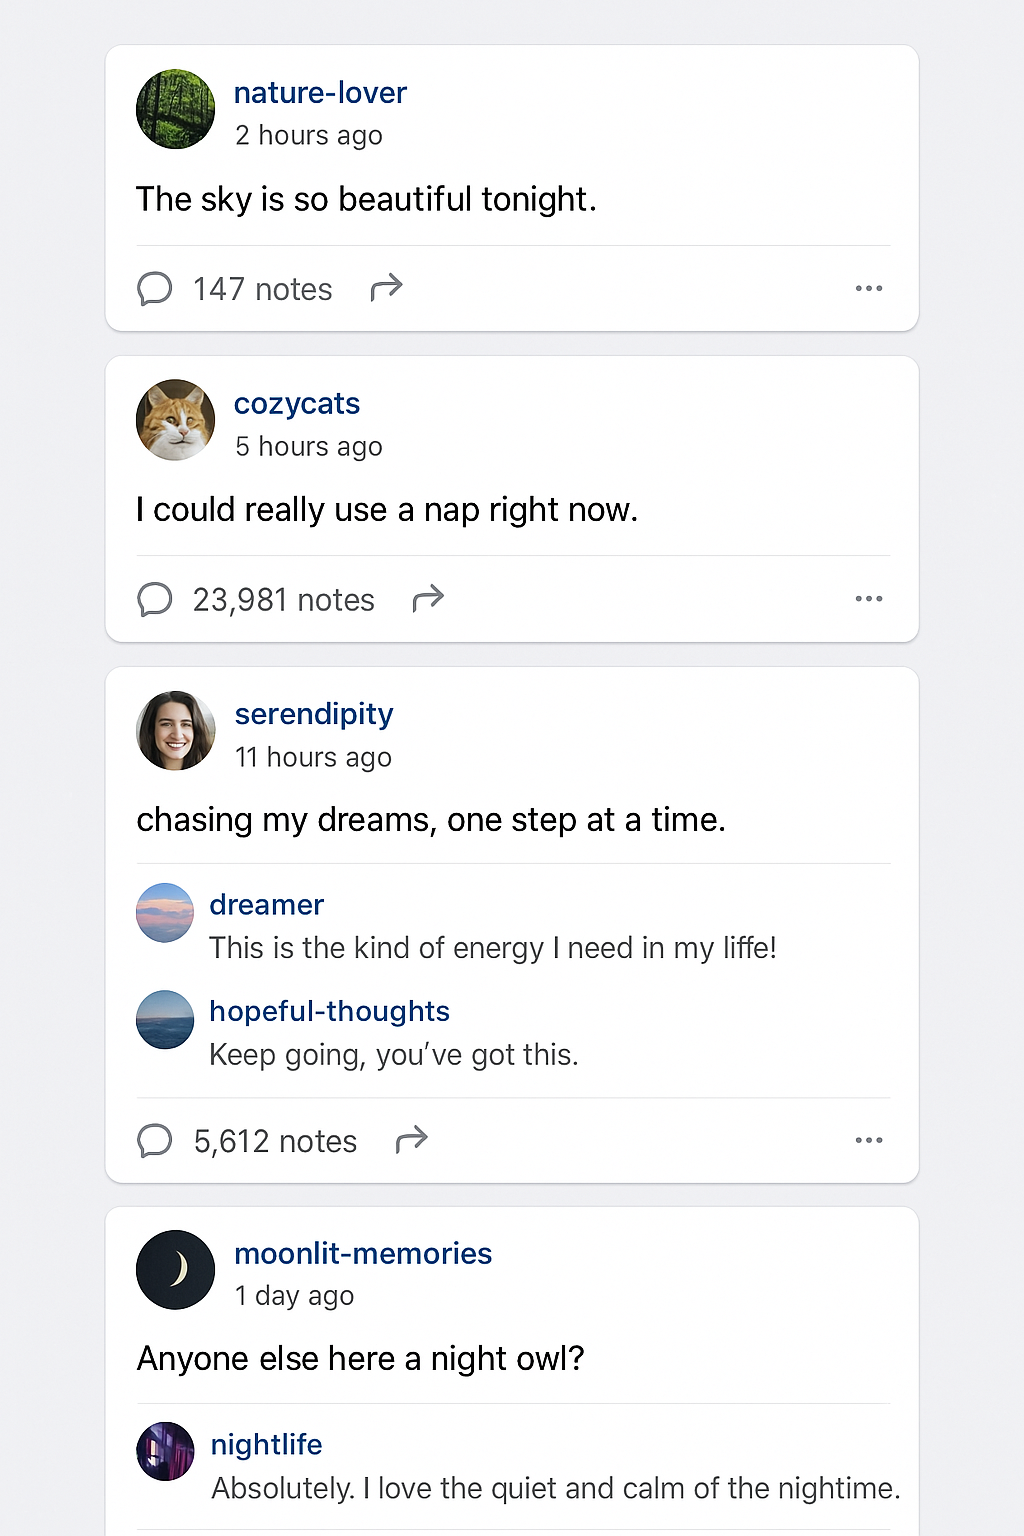 nature-lover
2 hours ago
The sky is so beautiful tonight.
147 notes
cozycats
5 hours ago
I could really use a nap right now.
23,981 notes
serendipity
11 hours ago
chasing my dreams, one step at a time.
dreamer
This is the kind of energy I need in my liffe!
hopeful-thoughts
Keep going, you’ve got this.
5,612 notes
moonlit-memories
1 day ago
Anyone else here a night owl?
nightlife
Absolutely. I love the quiet and calm of the nightime.